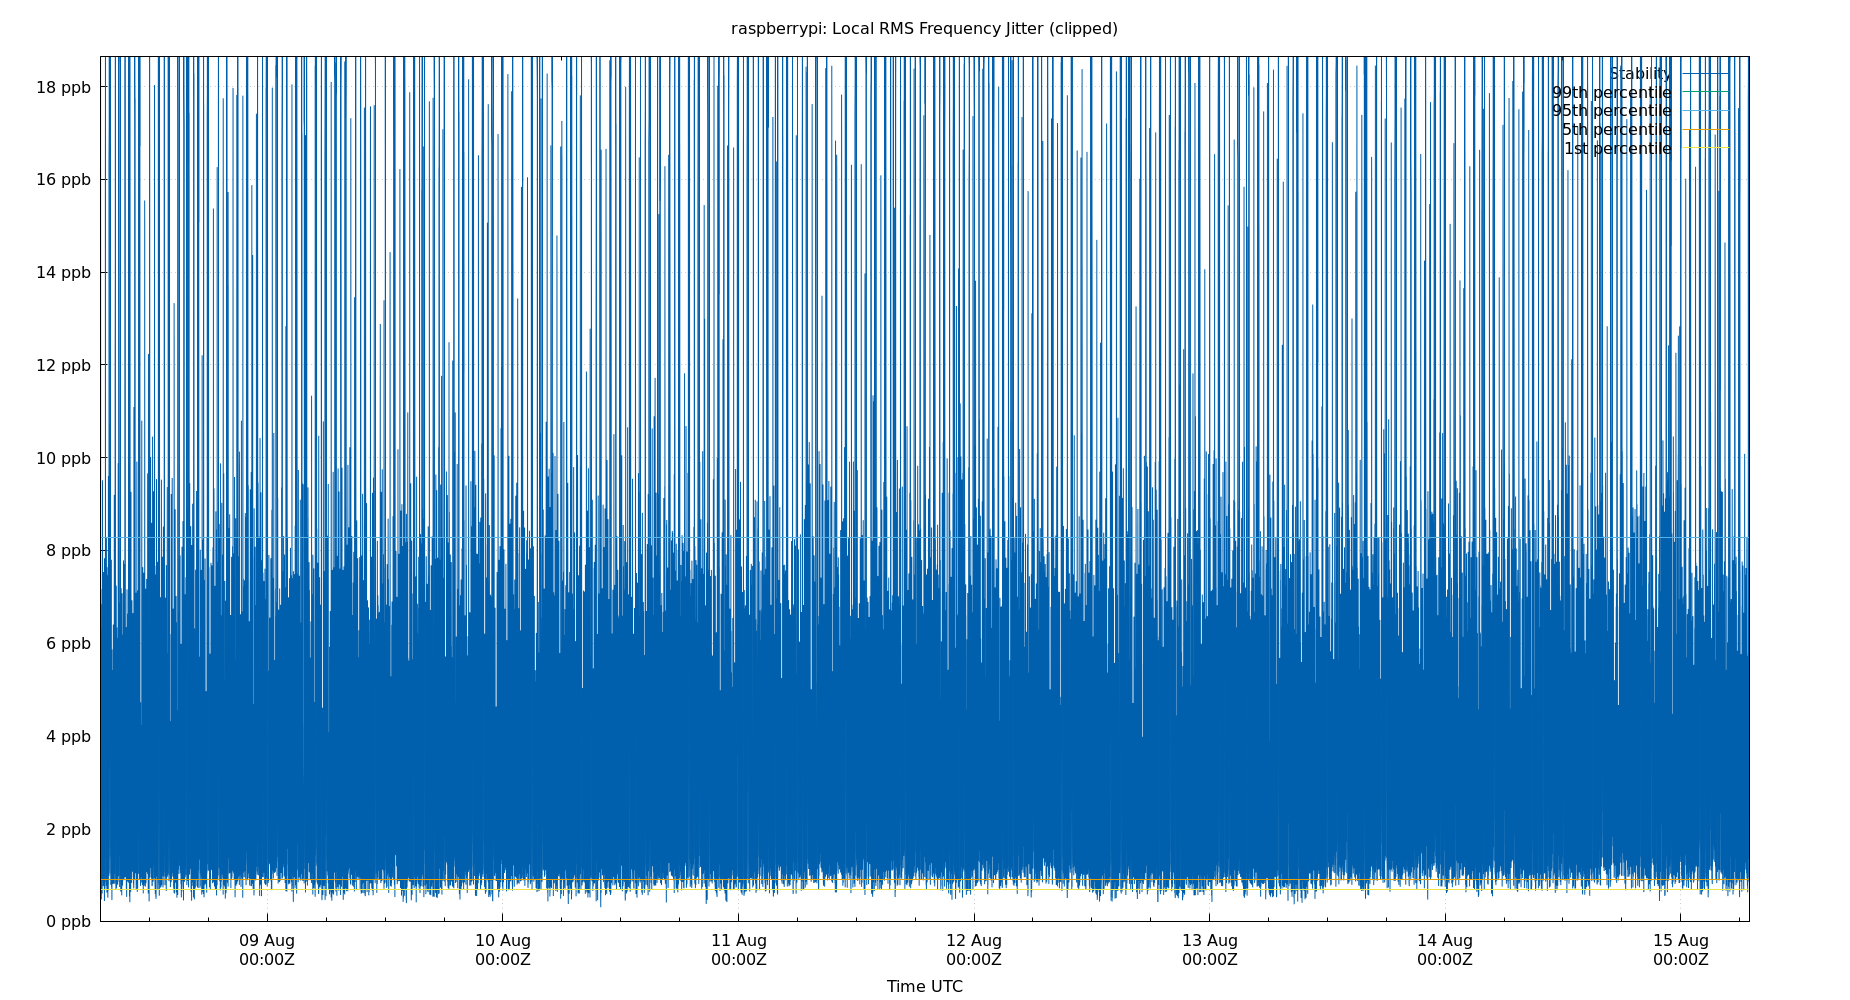 raspberrypi: Local RMS Frequency Jitter (clipped)
18 ppb
16 ppb
14 ppb
12 ppb
10 ppb
8 ppb
6 ppb
4 ppb
2 ppb
0 ppb
Stability
99th percentile
95th percentile
5th percentile
1st percentile
09 Aug
00:00Z
10 Aug
00:00Z
11 Aug
00:00Z
12 Aug
00:00Z
13 Aug
00:00Z
14 Aug
00:00Z
15 Aug
00:00Z
Time UTC